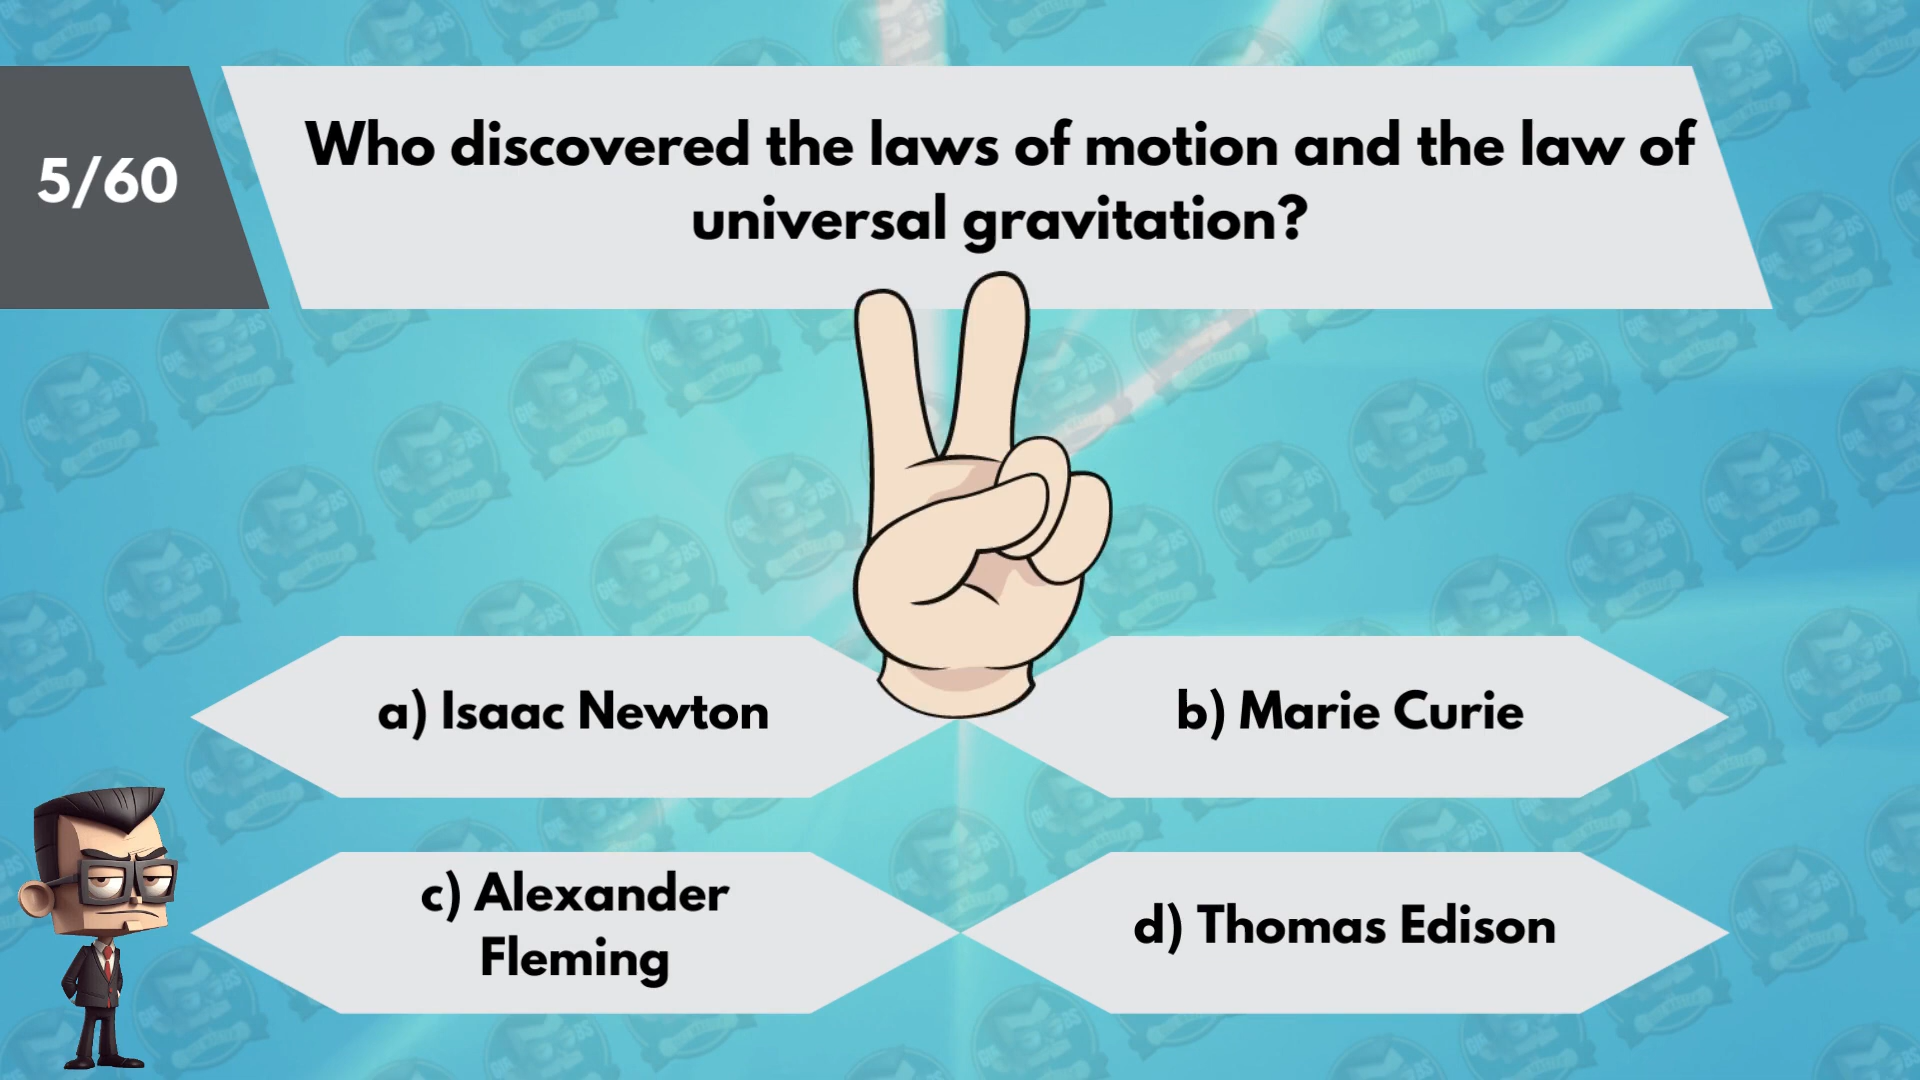 5/60
Who discovered the laws of motion and the law of
universal gravitation?
a) Isaac Newton
b) Marie Curie
c) Alexander
Fleming
d) Thomas Edison